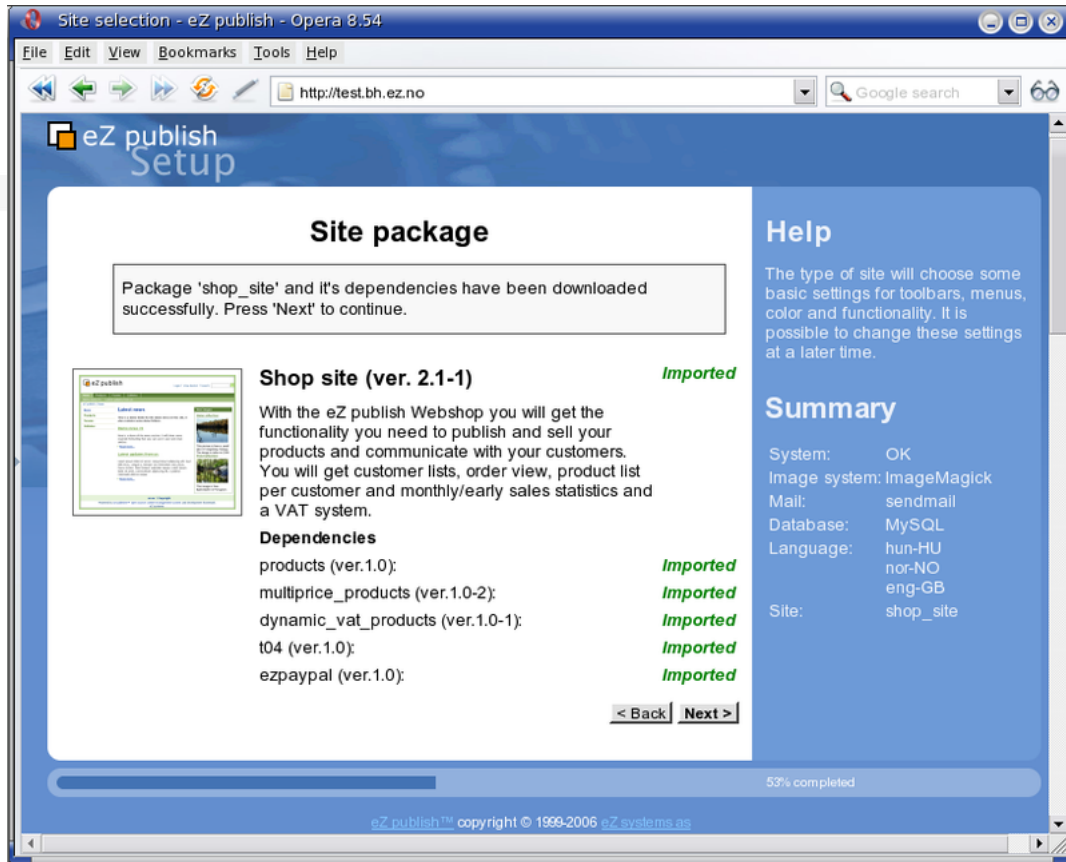 Site selection - eZ publish - Opera 8.54
File Edit View Bookmarks Tools Help
http://test.bh.ez.no
Google search
eZ publish
Setup
Site package
Package 'shop_site' and it's dependencies have been downloaded
successfully. Press 'Next' to continue.
eZ publish
Latest news
Shop site (ver. 2.1-1)
Imported
With the eZ publish Webshop you will get the
functionality you need to publish and sell your
products and communicate with your customers.
You will get customer lists, order view, product list
per customer and monthly/early sales statistics and
a VAT system.
Dependencies
products (ver.1.0): Imported
multiprice_products (ver.1.0-2): Imported
dynamic_vat_products (ver.1.0-1): Imported
t04 (ver.1.0): Imported
ezpaypal (ver.1.0): Imported
< Back Next >
Help
The type of site will choose some
basic settings for toolbars, menus,
color and functionality. It is
possible to change these settings
at a later time.
Summary
System: OK
Image system: ImageMagick
Mail: sendmail
Database: MySQL
Language: hun-HU
nor-NO
eng-GB
Site: shop_site
53% completed
eZ publish™ copyright © 1999-2006 eZ systems as